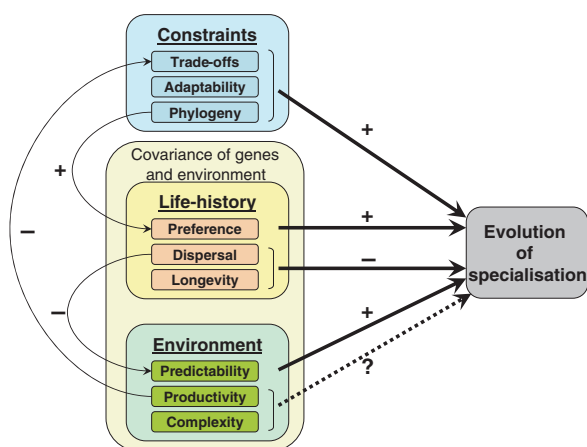 Constraints
Trade-offs
Adaptability
Phylogeny
+
+
Covariance of genes
and environment
Life-history
Preference
Dispersal
Longevity
+
–
–
–
Evolution
of
specialisation
Environment
Predictability
Productivity
Complexity
+
?